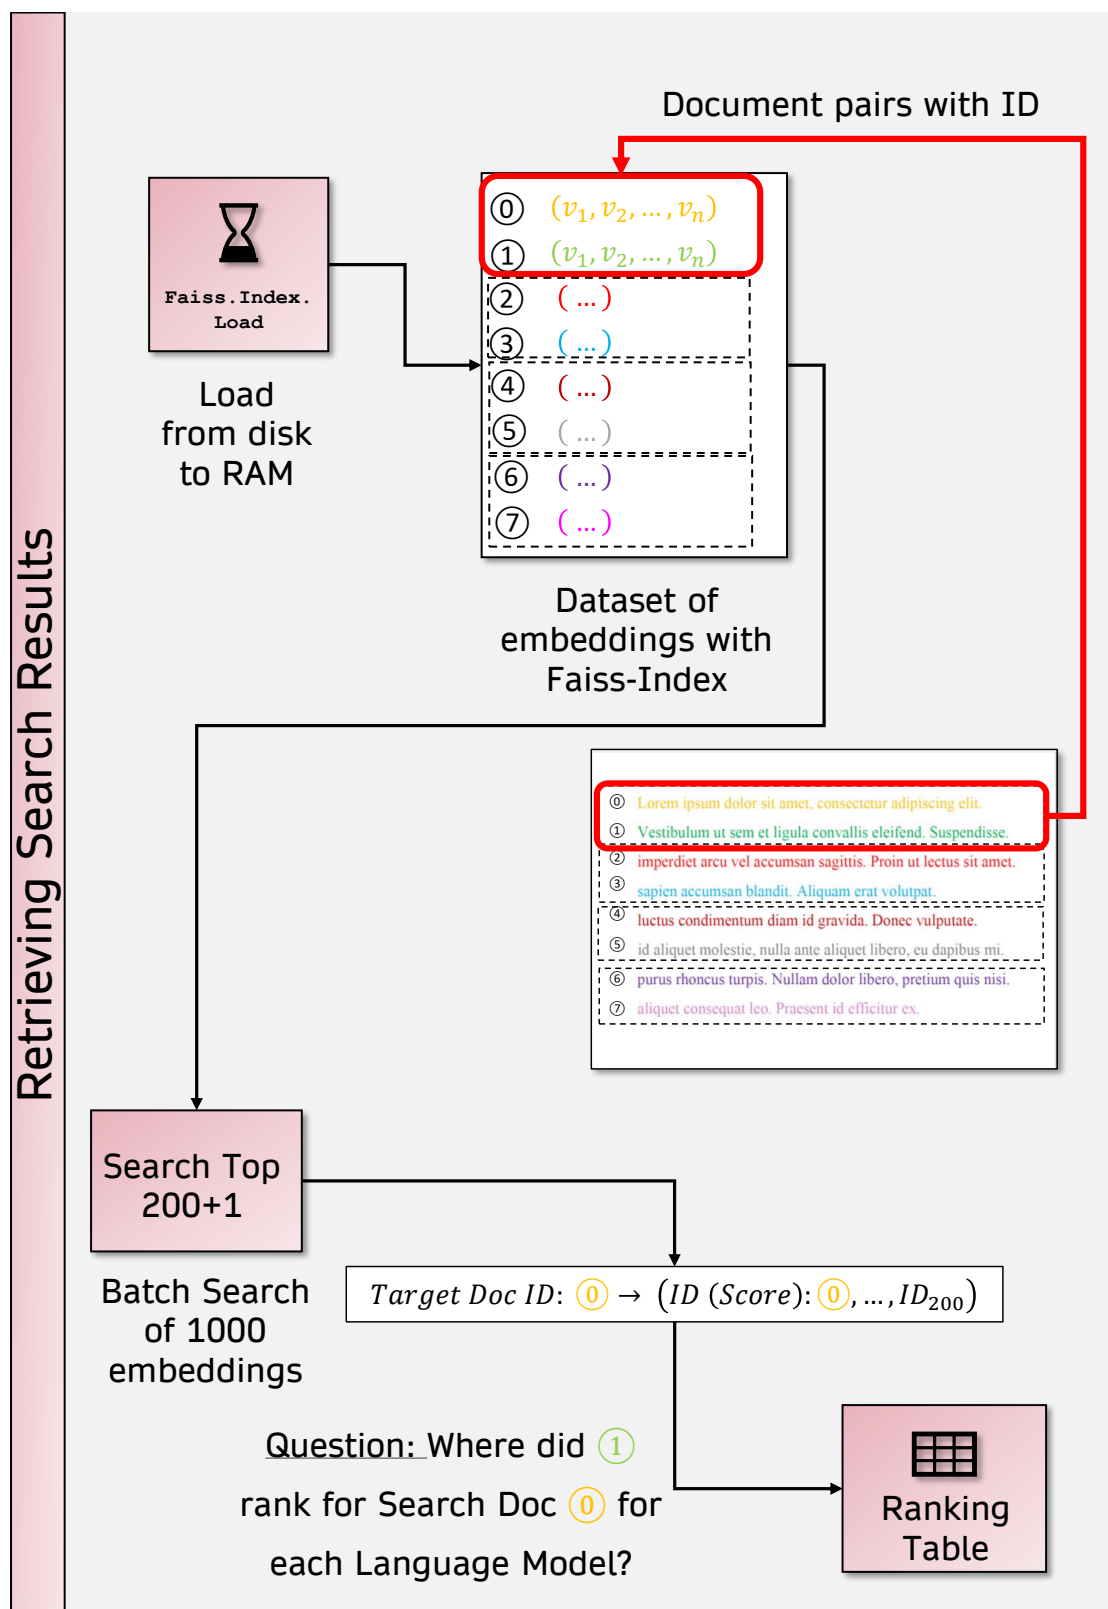 Retrieving Search Results
Document pairs with ID
Faiss.Index.
Load
Load
from disk
to RAM
⓪ (v₁, v₂, … , vₙ)
① (v₁, v₂, … , vₙ)
② ( … )
③ ( … )
④ ( … )
⑤ ( … )
⑥ ( … )
⑦ ( … )
Dataset of
embeddings with
Faiss-Index
⓪ Lorem ipsum dolor sit amet, consectetur adipiscing elit.
① Vestibulum ut sem et ligula convallis eleifend. Suspendisse.
② imperdiet arcu vel accumsan sagittis. Proin ut lectus sit amet.
③ sapien accumsan blandit. Aliquam erat volutpat.
④ luctus condimentum diam id gravida. Donec vulputate.
⑤ id aliquet molestie, nulla ante aliquet libero, eu dapibus mi.
⑥ purus rhoncus turpis. Nullam dolor libero, pretium quis nisi.
⑦ aliquet consequat leo. Praesent id efficitur ex.
Search Top
200+1
Batch Search
of 1000
embeddings
Target Doc ID: ⓪ → (ID (Score): ⓪, … , ID₂₀₀)
Question: Where did ①
rank for Search Doc ⓪ for
each Language Model?
Ranking
Table